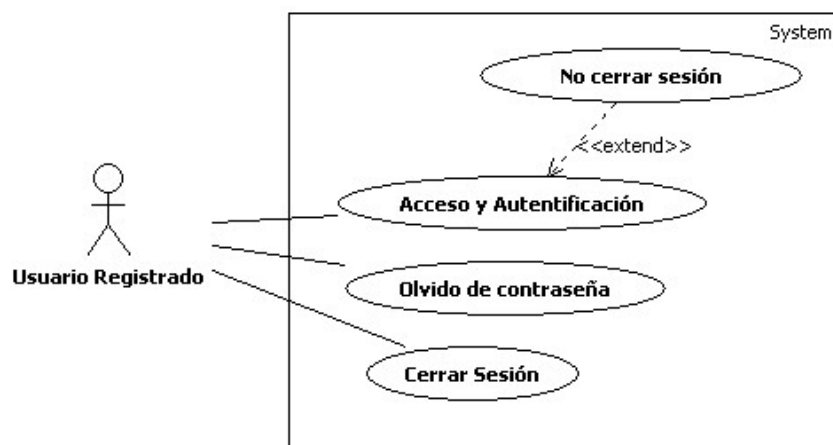 System
No cerrar sesión
<<extend>>
Acceso y Autentificación
Usuario Registrado
Olvido de contraseña
Cerrar Sesión